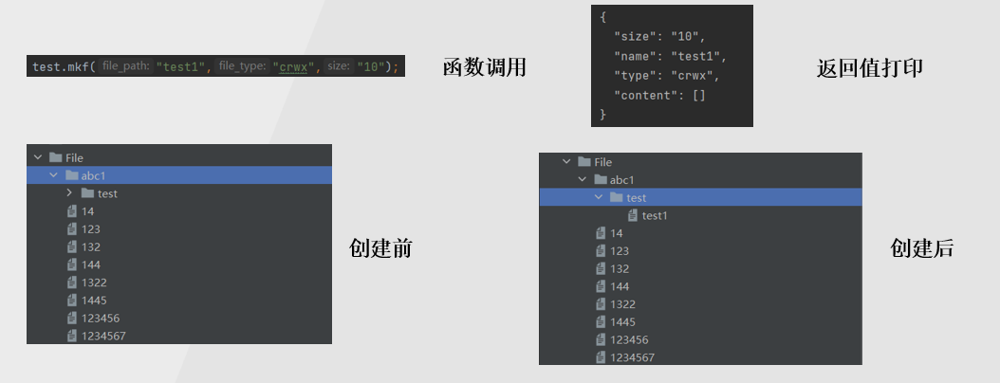 test.mkf( file_path: "test1", file_type: "crwx", size: "10");
函数调用
{
"size": "10",
"name": "test1",
"type": "crwx",
"content": []
}
返回值打印
File
abc1
test
14
123
132
144
1322
1445
123456
1234567
创建前
File
abc1
test
test1
14
123
132
144
1322
1445
123456
1234567
创建后